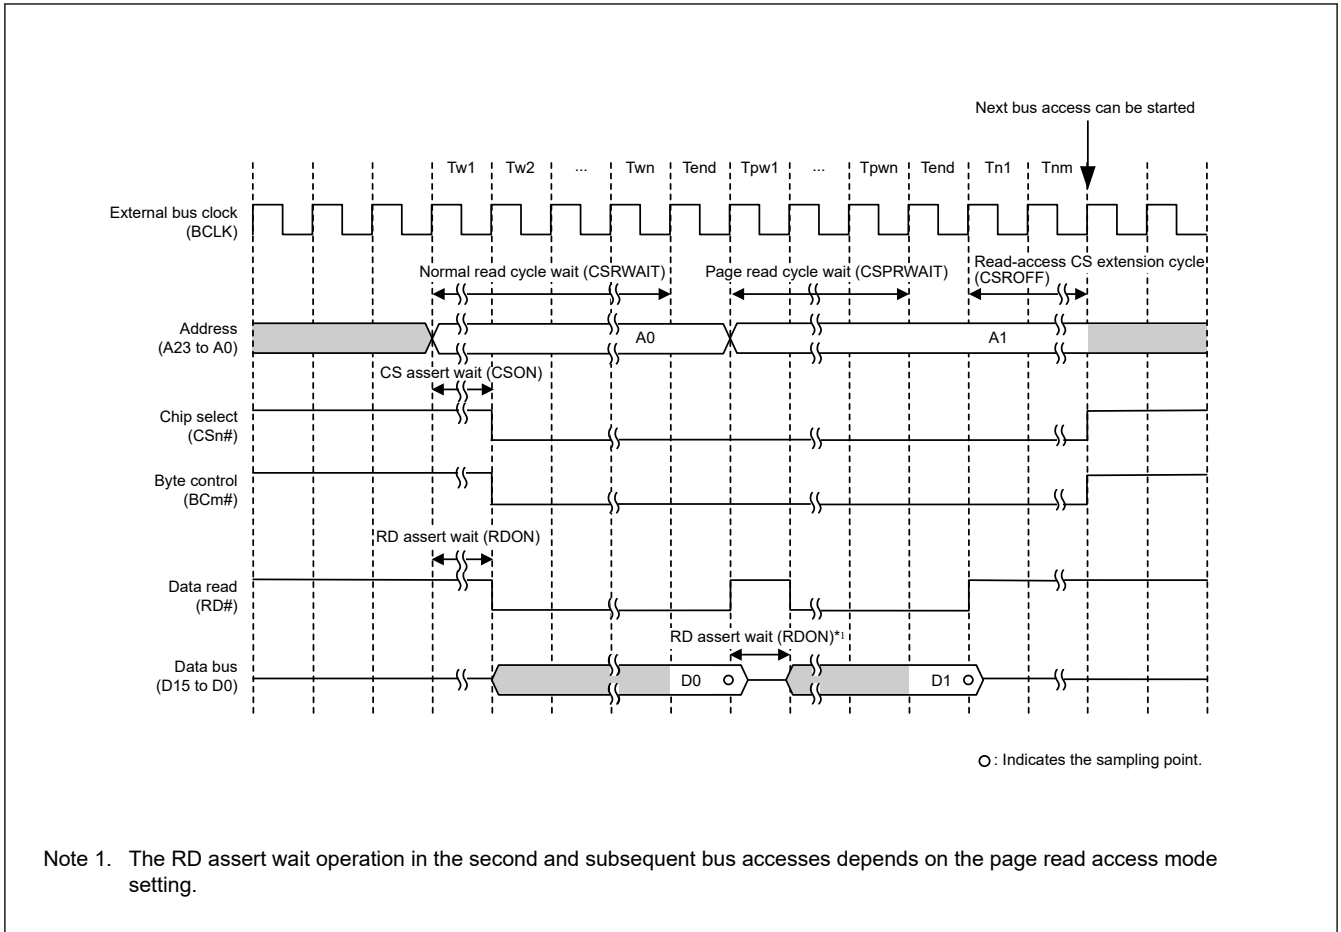 Next bus access can be started
Tw1 Tw2 ... Twn Tend Tpw1 ... Tpwn Tend Tn1 Tnm
External bus clock
(BCLK)
Normal read cycle wait (CSRWAIT)
Page read cycle wait (CSPRWAIT)
Read-access CS extension cycle
(CSROFF)
Address
(A23 to A0)
A0
A1
CS assert wait (CSON)
Chip select
(CSn#)
Byte control
(BCm#)
RD assert wait (RDON)
Data read
(RD#)
RD assert wait (RDON)*1
Data bus
(D15 to D0)
D0
D1
: Indicates the sampling point.
Note 1. The RD assert wait operation in the second and subsequent bus accesses depends on the page read access mode
setting.